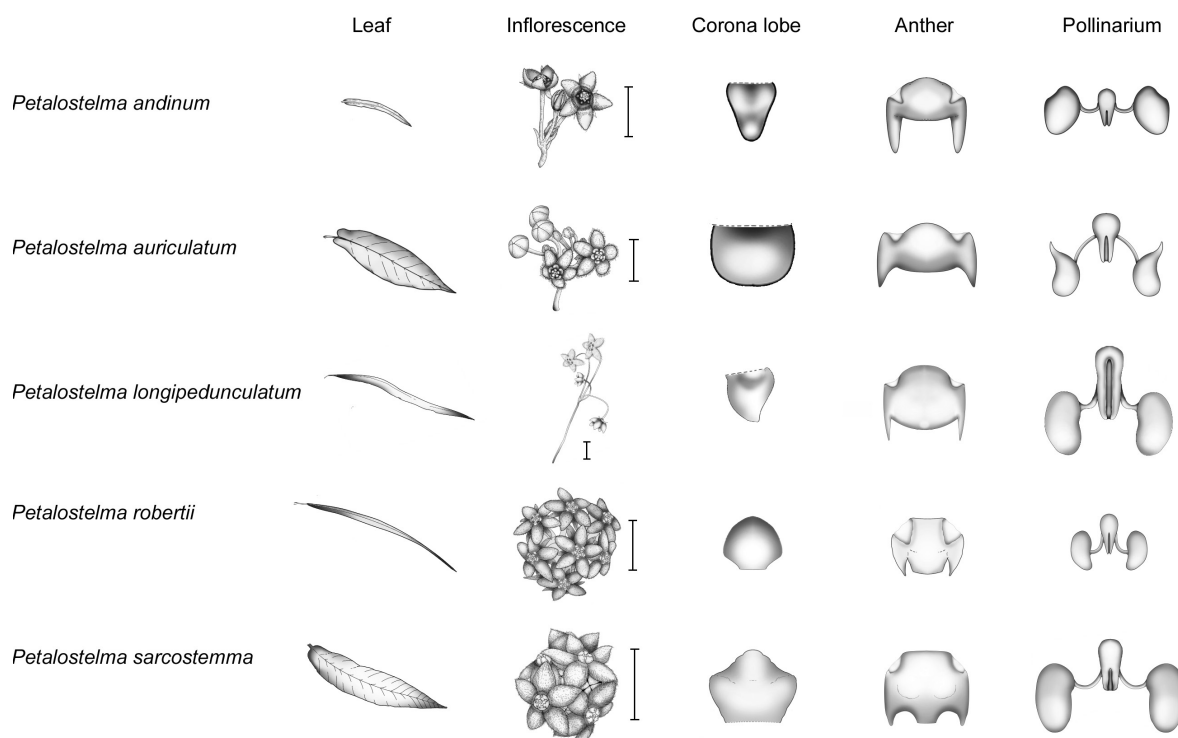 Leaf Inflorescence Corona lobe Anther Pollinarium
Petalostelma andinum
Petalostelma auriculatum
Petalostelma longipedunculatum
Petalostelma robertii
Petalostelma sarcostemma